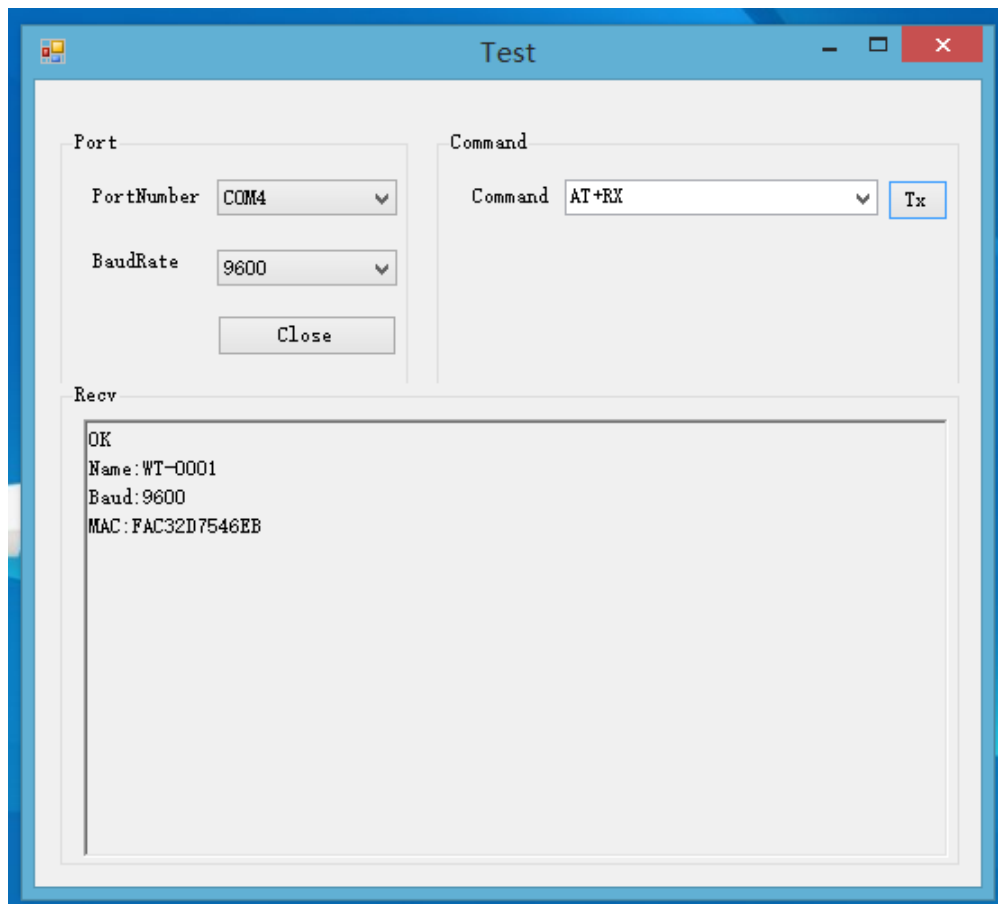 Test
Port
PortNumber COM4
BaudRate 9600
Close
Command
Command AT+RX Tx
Recv
OK
Name:WT-0001
Baud:9600
MAC:FAC32D7546EB